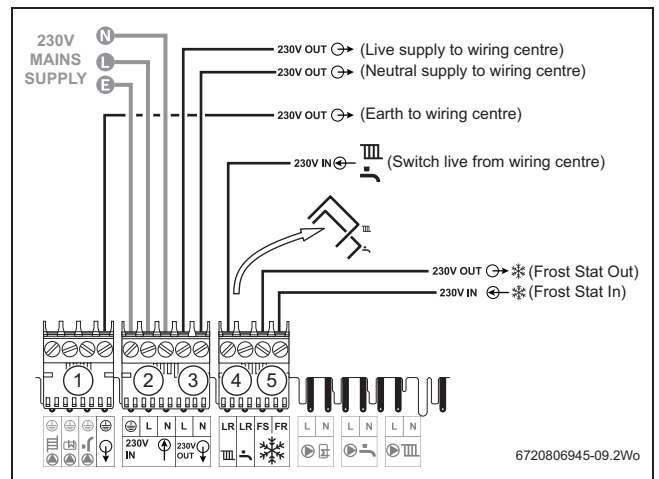 230V
MAINS
SUPPLY
N
L
E
230V OUT (Live supply to wiring centre)
230V OUT (Neutral supply to wiring centre)
230V OUT (Earth to wiring centre)
230V IN (Switch live from wiring centre)
230V OUT (Frost Stat Out)
230V IN (Frost Stat In)
1 2 3 4 5
L N L N LR LR FS FR L N L N L N
230V IN 230V OUT
6720806945-09.2Wo